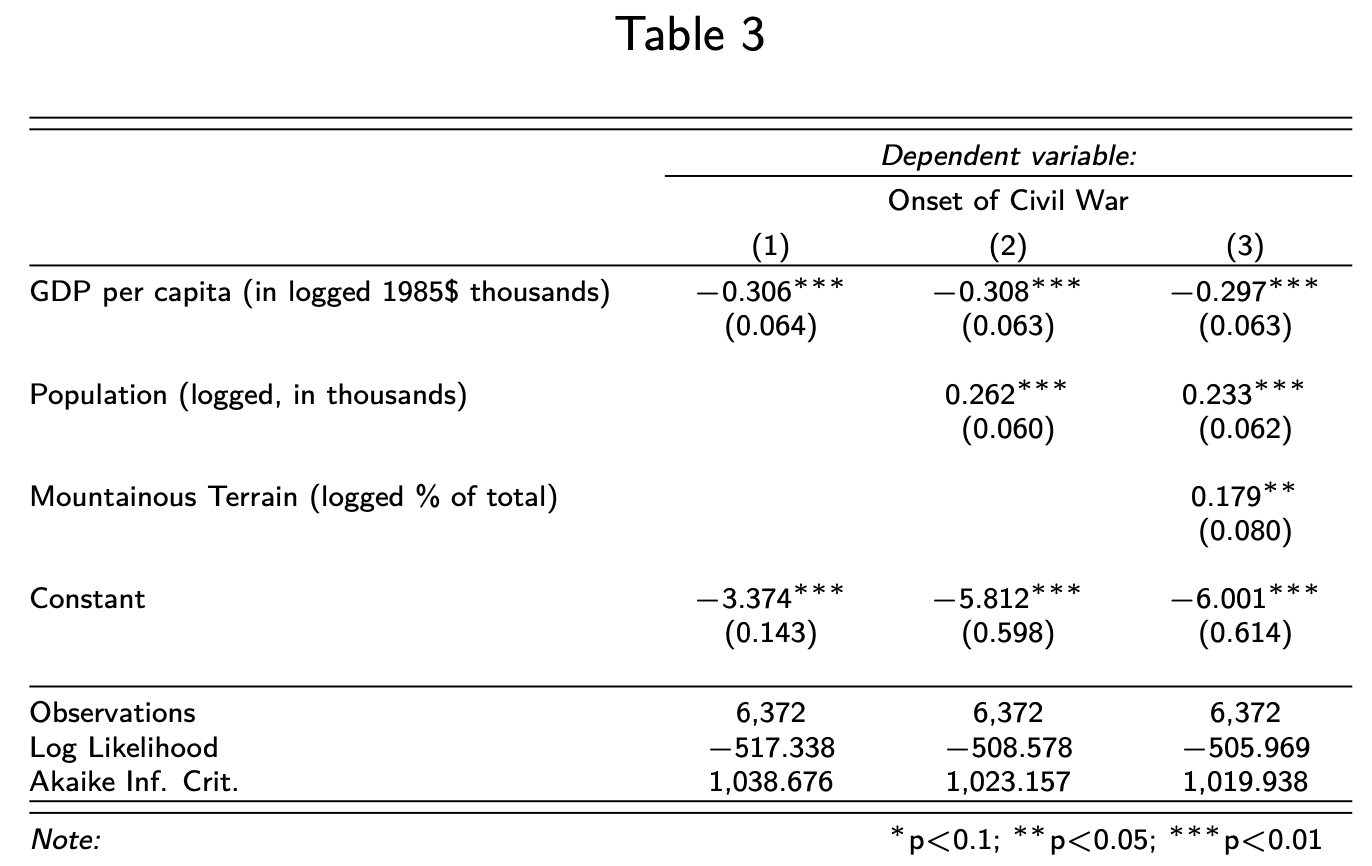 Table 3
Dependent variable:
Onset of Civil War
(1) (2) (3)
GDP per capita (in logged 1985$ thousands) −0.306*** −0.308*** −0.297***
(0.064) (0.063) (0.063)
Population (logged, in thousands) 0.262*** 0.233***
(0.060) (0.062)
Mountainous Terrain (logged % of total) 0.179**
(0.080)
Constant −3.374*** −5.812*** −6.001***
(0.143) (0.598) (0.614)
Observations 6,372 6,372 6,372
Log Likelihood −517.338 −508.578 −505.969
Akaike Inf. Crit. 1,038.676 1,023.157 1,019.938
Note: *p<0.1; **p<0.05; ***p<0.01